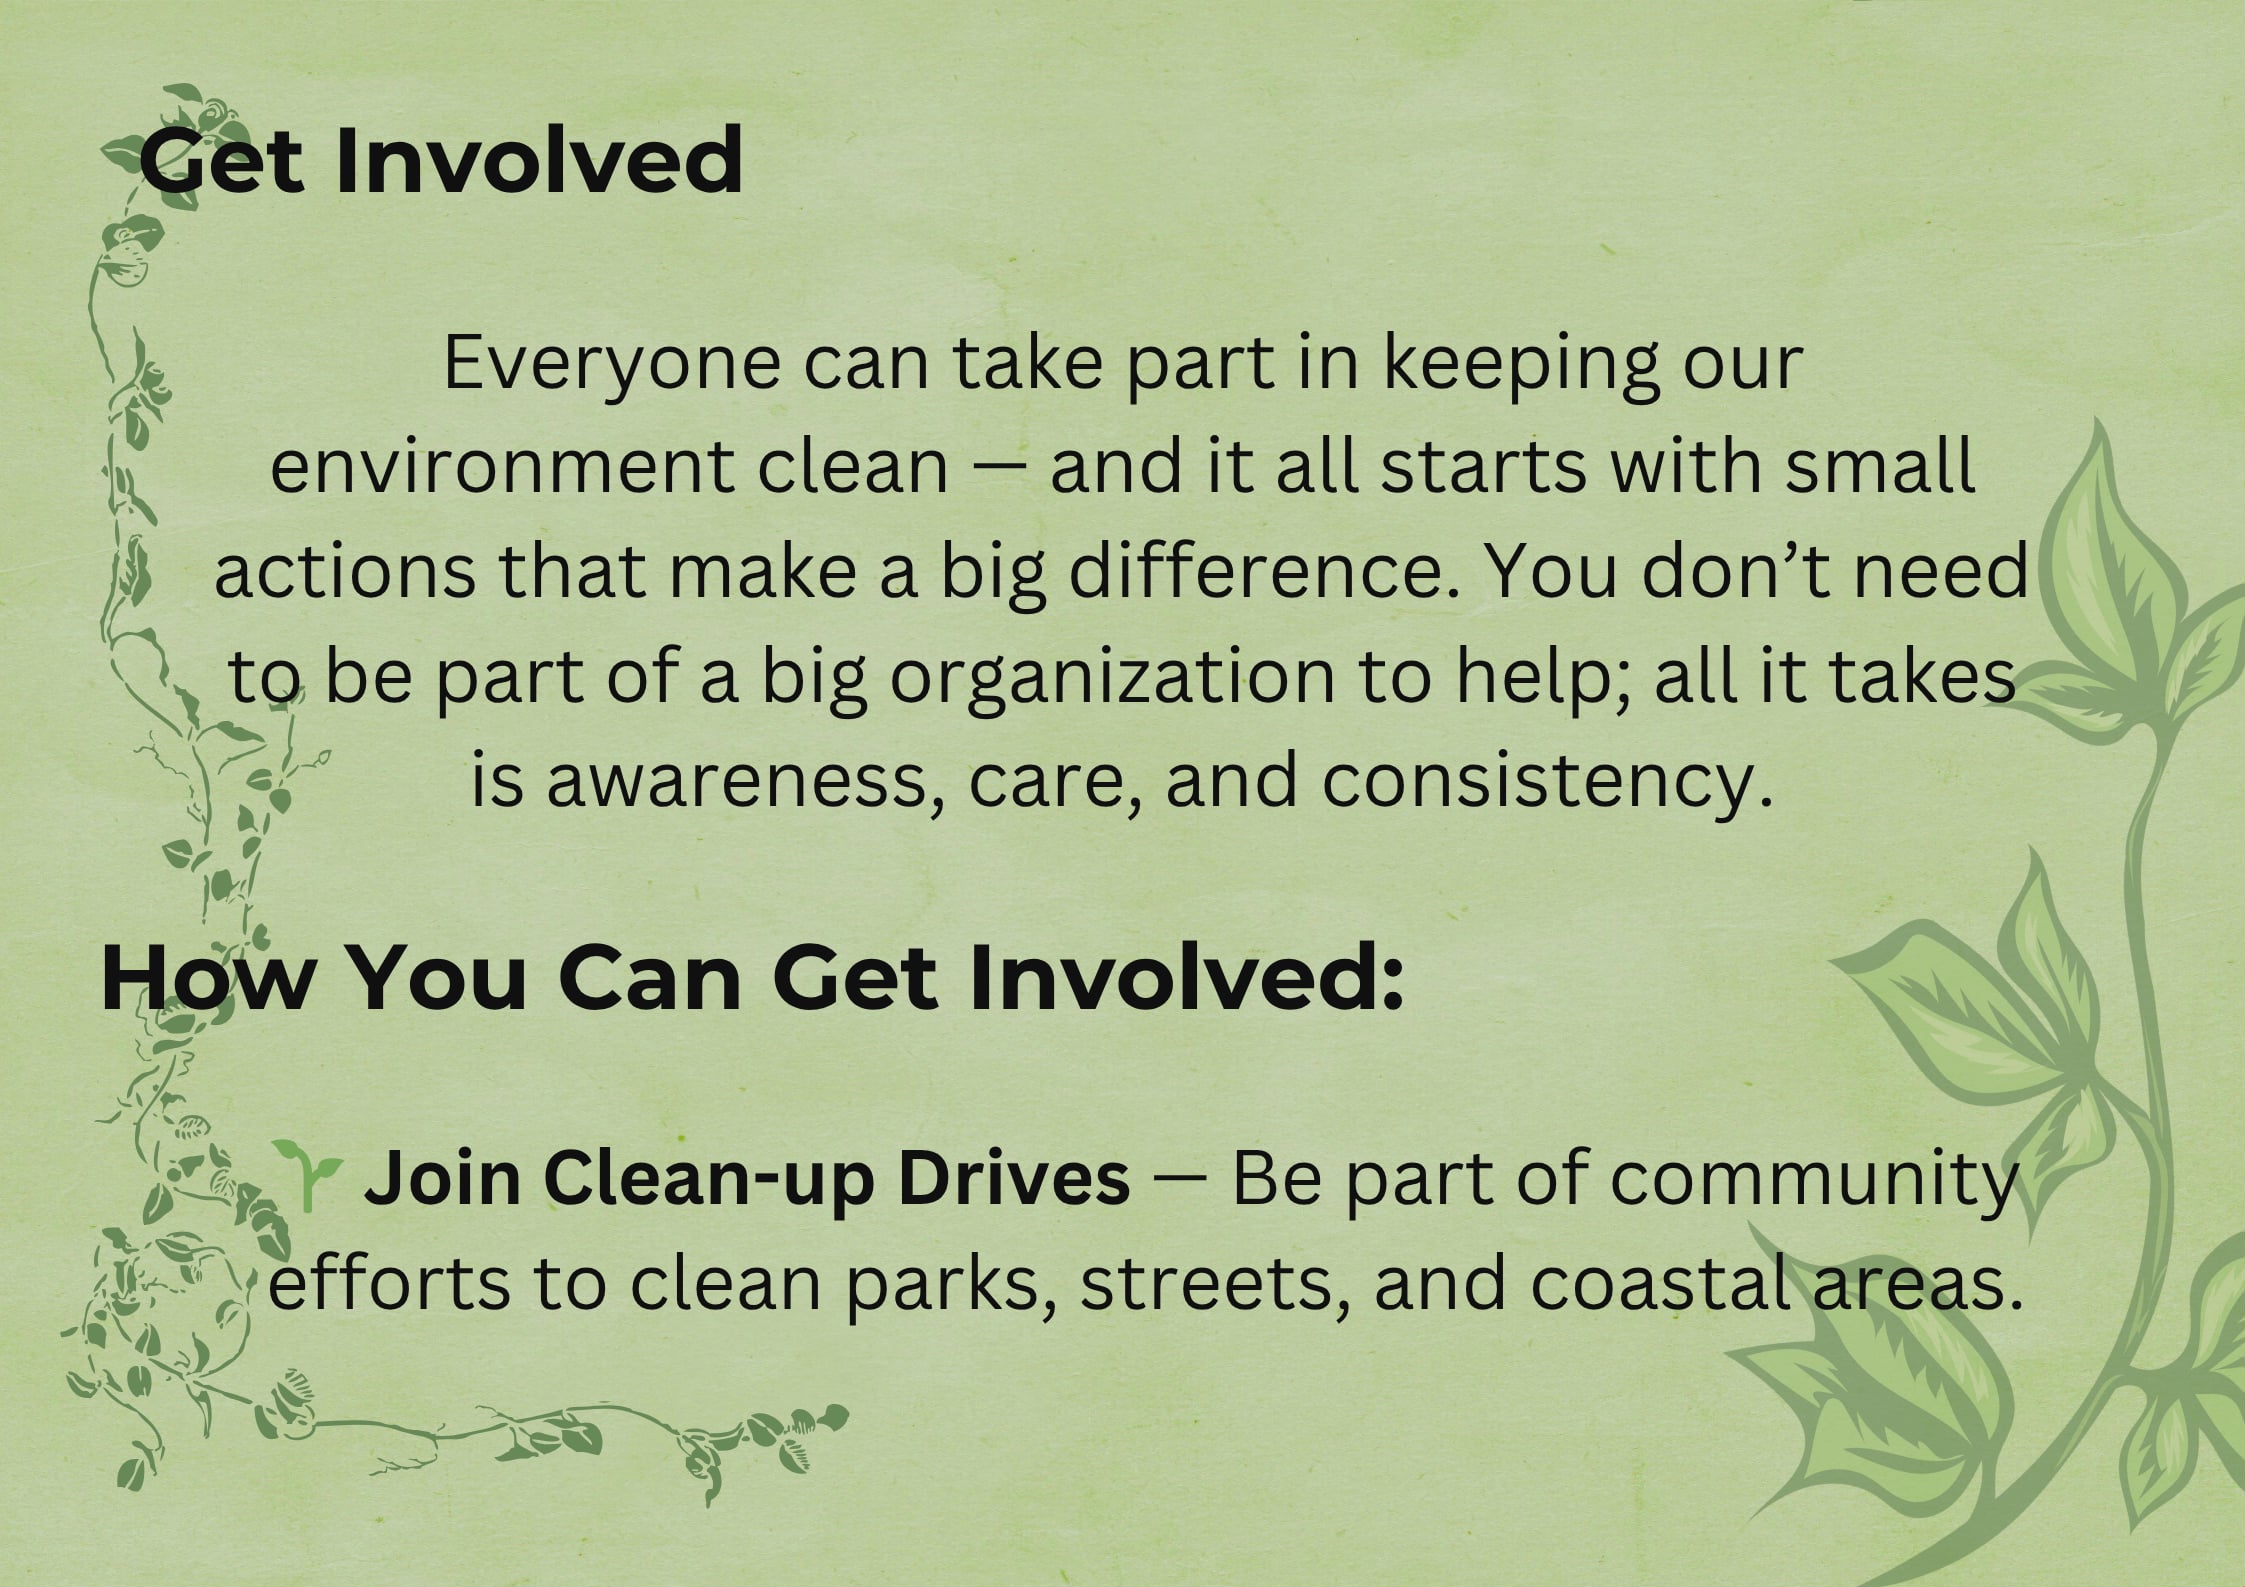 Get Involved
Everyone can take part in keeping our
environment clean — and it all starts with small
actions that make a big difference. You don’t need
to be part of a big organization to help; all it takes
is awareness, care, and consistency.
How You Can Get Involved:
🌱 Join Clean-up Drives — Be part of community
efforts to clean parks, streets, and coastal areas.